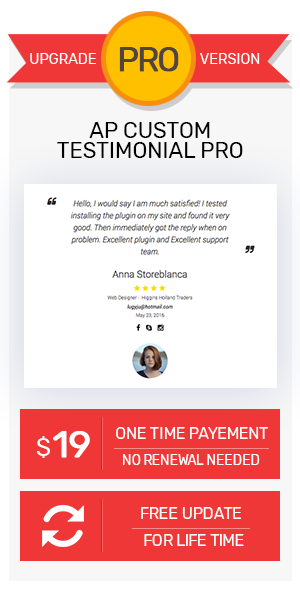 UPGRADE PRO VERSION
AP CUSTOM
TESTIMONIAL PRO
“ Hello, I would say I am much satisfied! I tested
installing the plugin on my site and found it very
good. Then immediately got the reply when on
problem. Excellent plugin and Excellent support
team. ”
Anna Storeblanca
Web Designer - Higgins Holland Traders
lugyju@hotmail.com
May 23, 2016
$19
ONE TIME PAYEMENT
NO RENEWAL NEEDED
FREE UPDATE
FOR LIFE TIME